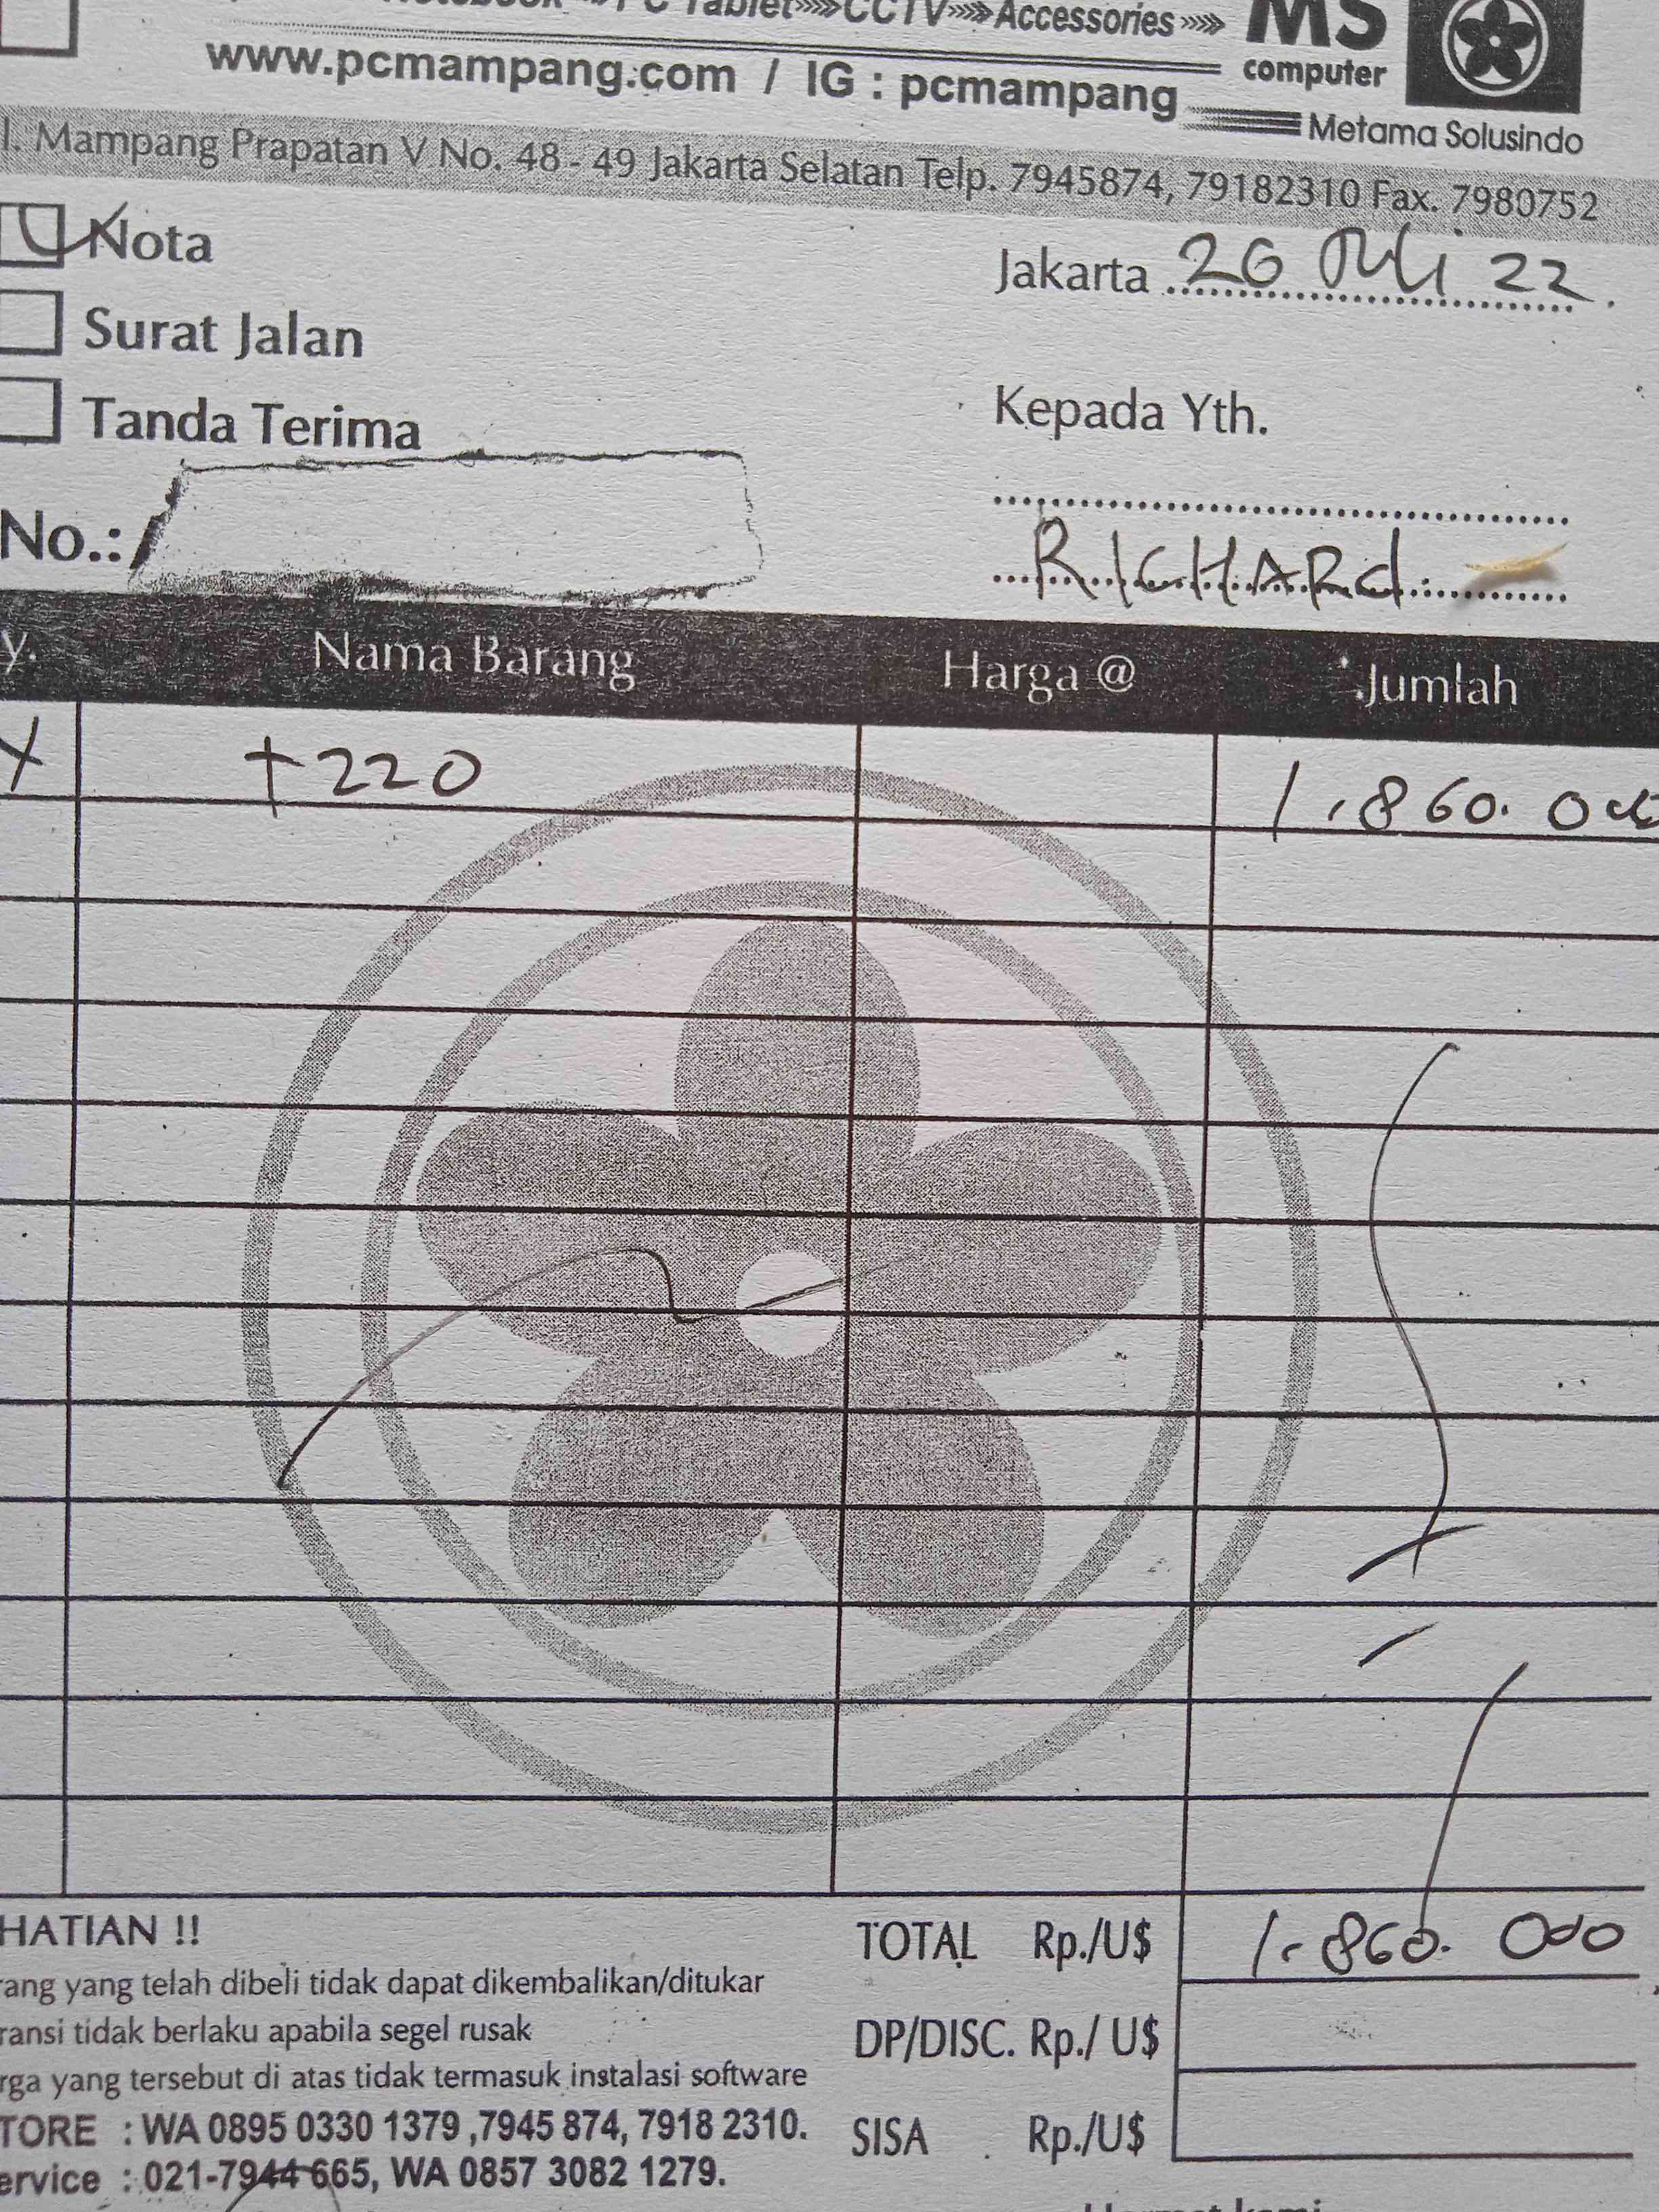 PC Tablet»»»CCTV»»»Accessories »»»
MS
computer
www.pcmampang.com / IG : pcmampang
Metama Solusindo
l. Mampang Prapatan V No. 48 - 49 Jakarta Selatan Telp. 7945874, 79182310 Fax. 7980752
Nota
Jakarta 26 Juli 22.
Surat Jalan
Tanda Terima
Kepada Yth.
No.:
RICHARd
y. Nama Barang Harga @ Jumlah
t220 1.860.000
HATIAN !!
TOTAL Rp./U$ 1.860.000
rang yang telah dibeli tidak dapat dikembalikan/ditukar
ransi tidak berlaku apabila segel rusak
DP/DISC. Rp./ U$
rga yang tersebut di atas tidak termasuk instalasi software
TORE : WA 0895 0330 1379 ,7945 874, 7918 2310.
SISA Rp./U$
ervice : 021-7944 665, WA 0857 3082 1279.